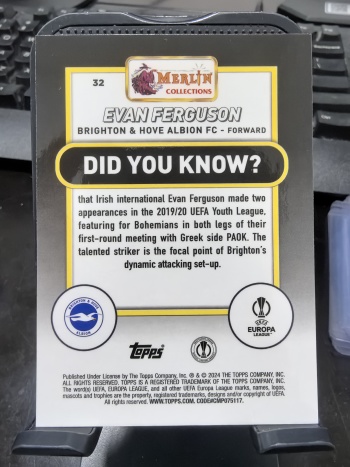 32
MERLIN
COLLECTIONS
EVAN FERGUSON
BRIGHTON & HOVE ALBION FC - FORWARD
DID YOU KNOW?
that Irish international Evan Ferguson made two
appearances in the 2019/20 UEFA Youth League,
featuring for Bohemians in both legs of their
first-round meeting with Greek side PAOK. The
talented striker is the focal point of Brighton's
dynamic attacking set-up.
BRIGHTON & HOVE
ALBION
Topps
UEFA
EUROPA
LEAGUE
Published Under License by The Topps Company, Inc. ® & © 2024 THE TOPPS COMPANY, INC.
ALL RIGHTS RESERVED. TOPPS IS A REGISTERED TRADEMARK OF THE TOPPS COMPANY, INC.
The word(s) UEFA, EUROPA LEAGUE, and all other UEFA Europa League marks, names, logos,
mascots and trophies are the property, registered trademarks, designs and/or copyright of UEFA.
All rights reserved. WWW.TOPPS.COM. CODE#CMP075117.